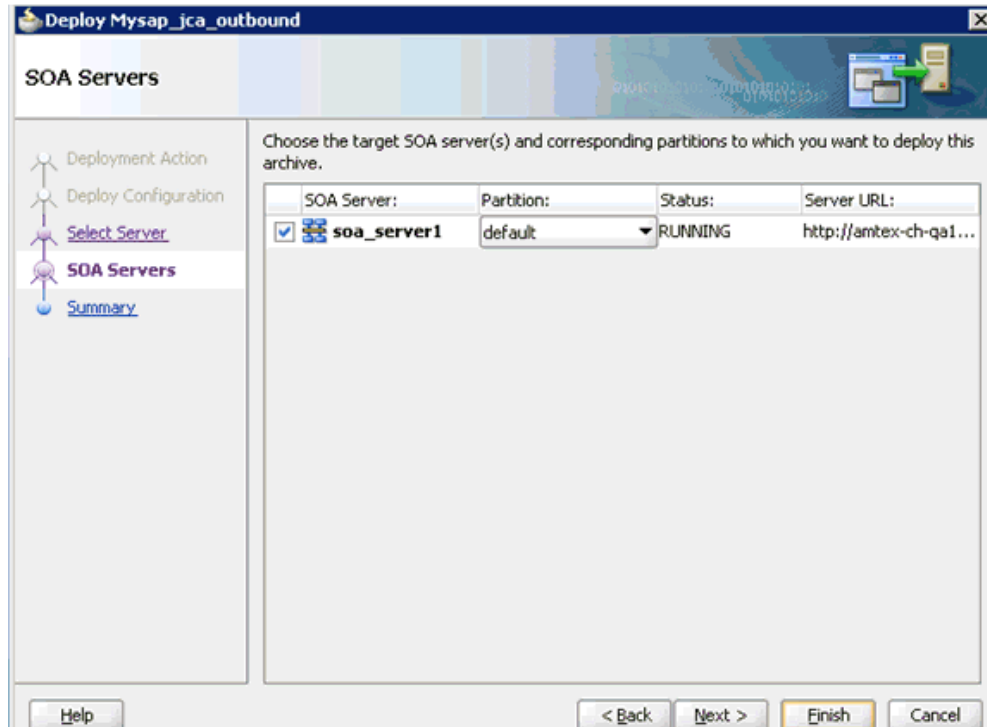 Deploy Mysap_jca_outbound
SOA Servers
Deployment Action
Deploy Configuration
Select Server
SOA Servers
Summary
Choose the target SOA server(s) and corresponding partitions to which you want to deploy this
archive.
SOA Server: Partition: Status: Server URL:
soa_server1 default RUNNING http://amtex-ch-qa1...
Help < Back Next > Finish Cancel